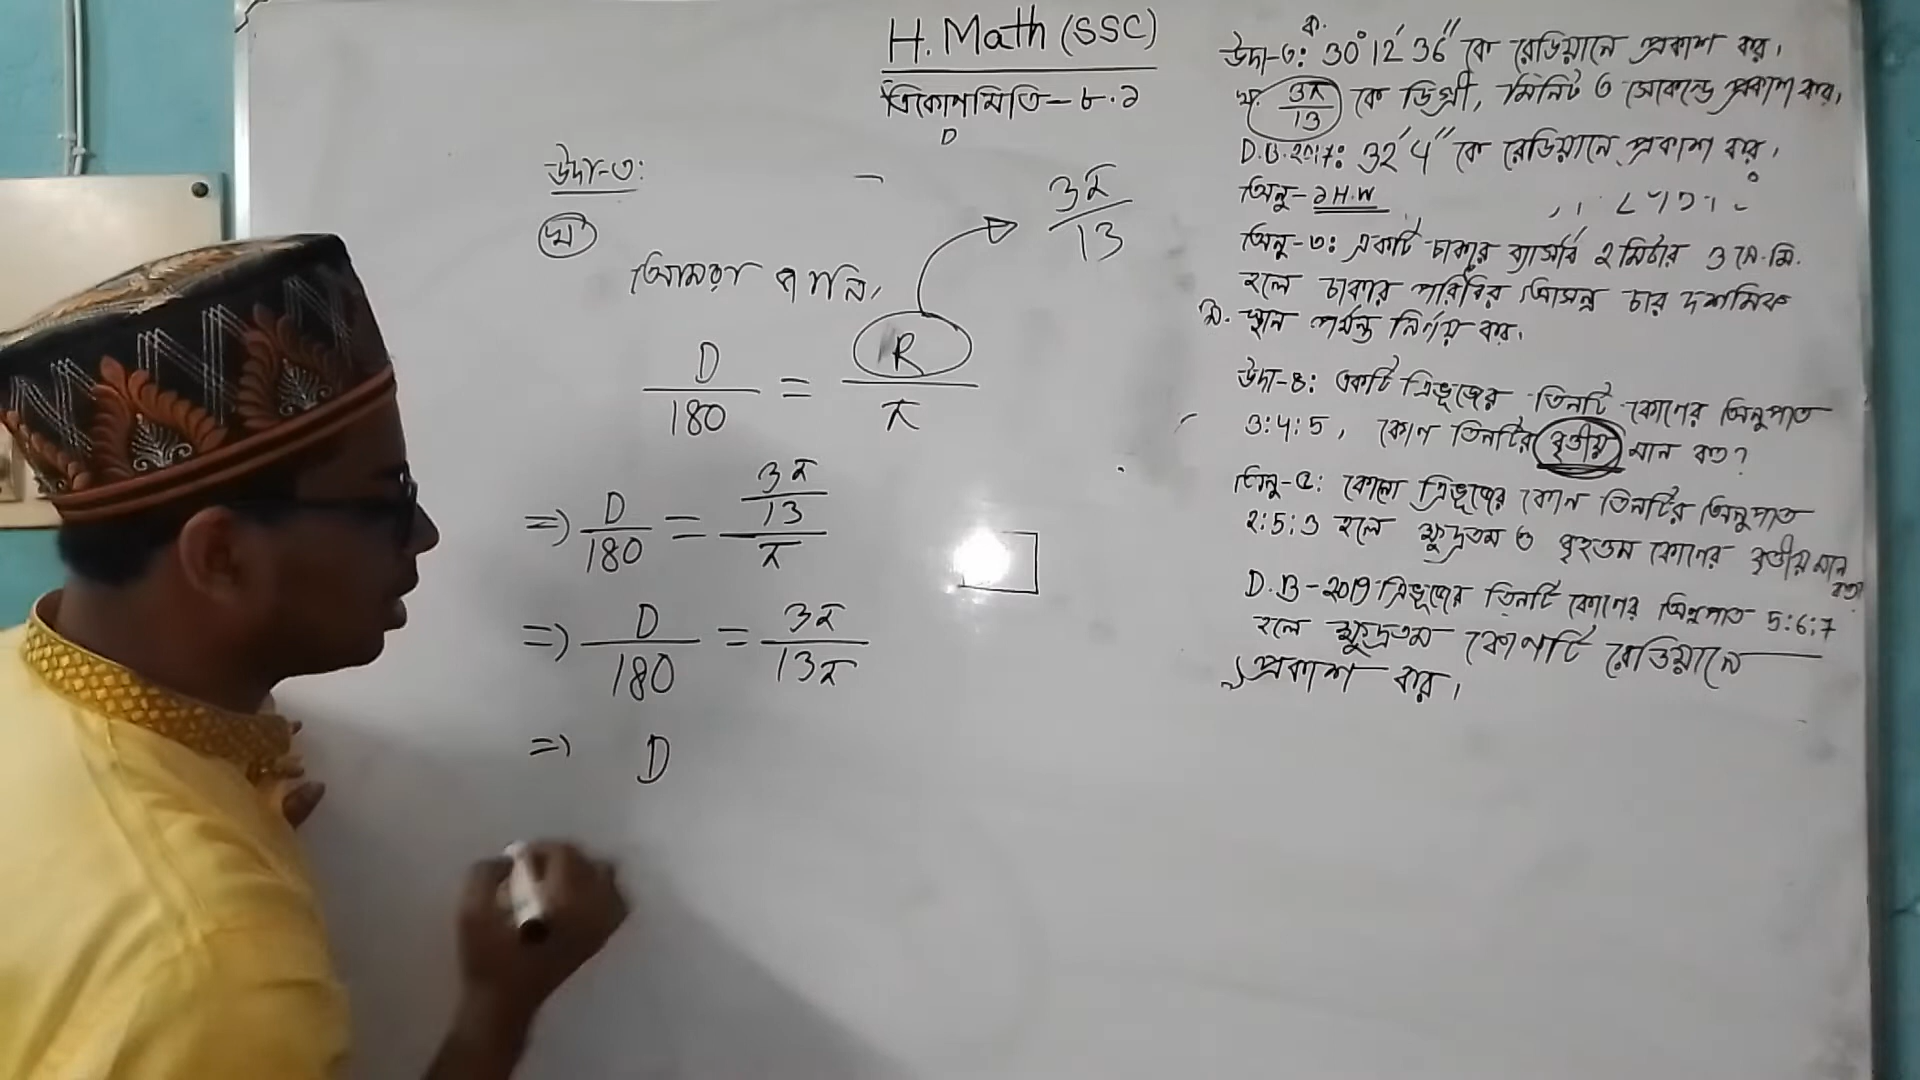 H. Math (SSC)
ত্রিকোণমিতি-৮.২
D
উদা-৩:
খ
আমরা জানি,
3π/13
D/180 = R/π
⇒ D/180 = 3π/13/π
⇒ D/180 = 3π/13π
⇒ D
ক.
উদা-৩: 30° 12′ 36″ কে রেডিয়ানে প্রকাশ কর।
খ. 3π/13 কে ডিগ্রী, মিনিট ও সেকেন্ডে প্রকাশ কর।
D.B.2017: 32′ 4″ কে রেডিয়ানে প্রকাশ কর।
অনু-2 H.W
অনু-৩: একটি চাকার ব্যাসার্ধ ২ মিটার 3 সে.মি.
হলে চাকার পরিধির আসন্ন চার দশমিক
স্থান পর্যন্ত নির্ণয় কর।
উদা-৪: একটি ত্রিভুজের তিনটি কোণের অনুপাত
3:4:5, কোণ তিনটির বৃত্তীয় মান কত?
অনু-৫: কোনো ত্রিভুজের কোণ তিনটির অনুপাত
2:5:3 হলে ক্ষুদ্রতম ও বৃহত্তম কোণের বৃত্তীয় মান
কত?
D.B-2019 ত্রিভুজের তিনটি কোণের অনুপাত 5:6:7
হলে ক্ষুদ্রতম কোণটি রেডিয়ানে
প্রকাশ কর।